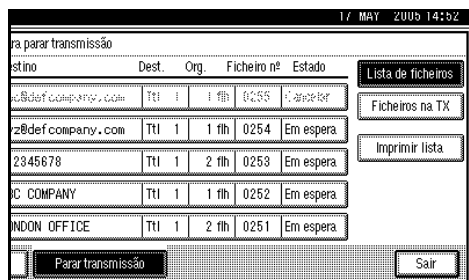 17 MAY 2005 14:52
ra parar transmissão
stino Dest. Org. Ficheiro nº Estado
Lista de ficheiros
Ttl 1 1 flh 0255 Cancelar
Ficheiros na TX
yz@defcompany.com Ttl 1 1 flh 0254 Em espera
Imprimir lista
2345678 Ttl 1 2 flh 0253 Em espera
BC COMPANY Ttl 1 1 flh 0252 Em espera
ONDON OFFICE Ttl 1 2 flh 0251 Em espera
Parar transmissão
Sair